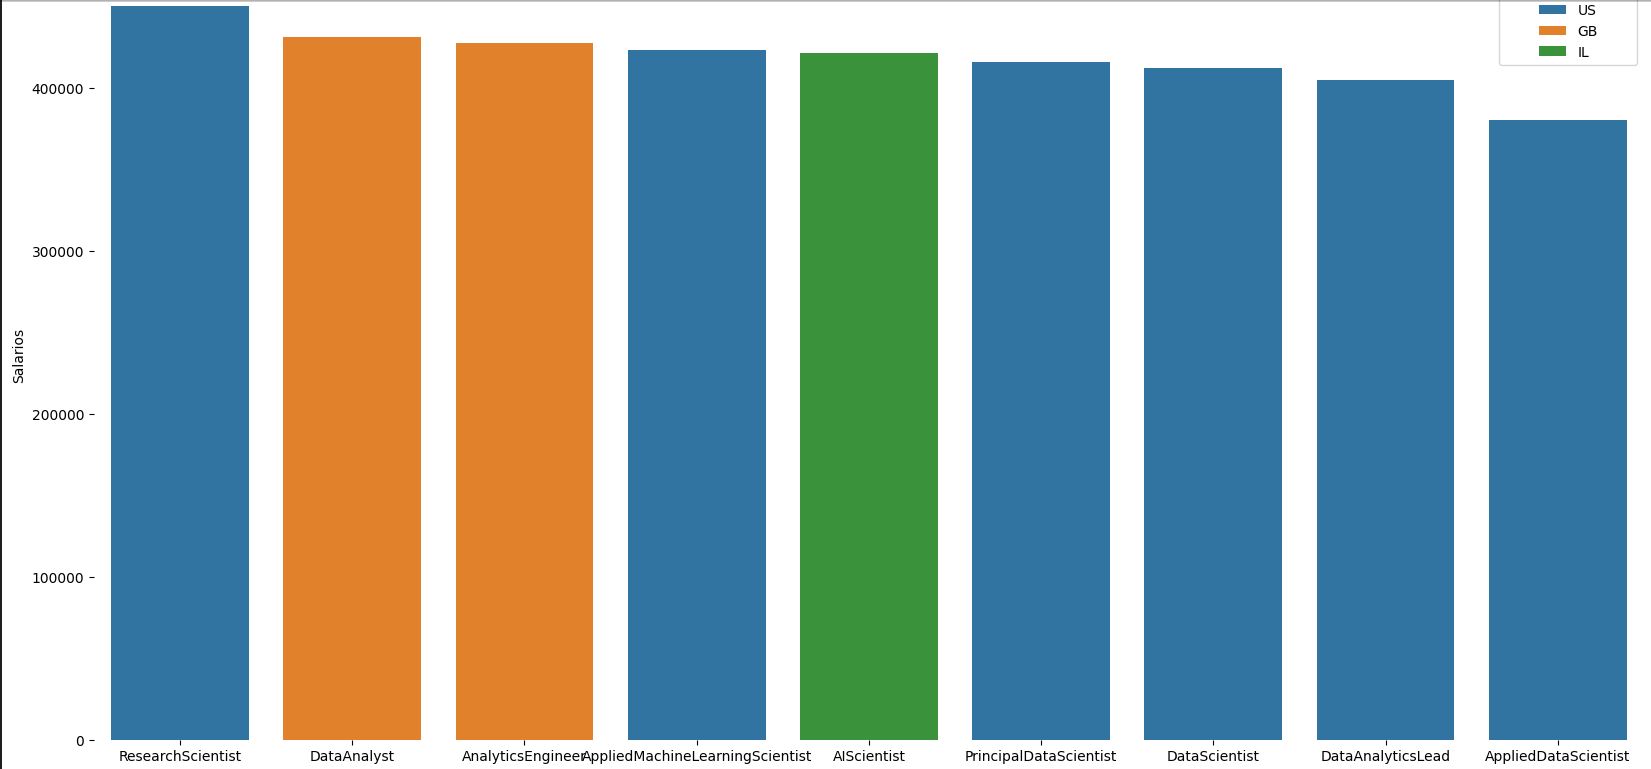 US
GB
IL
400000
300000
200000
100000
0
Salarios
ResearchScientist
DataAnalyst
AnalyticsEngineer
AppliedMachineLearningScientist
AIScientist
PrincipalDataScientist
DataScientist
DataAnalyticsLead
AppliedDataScientist